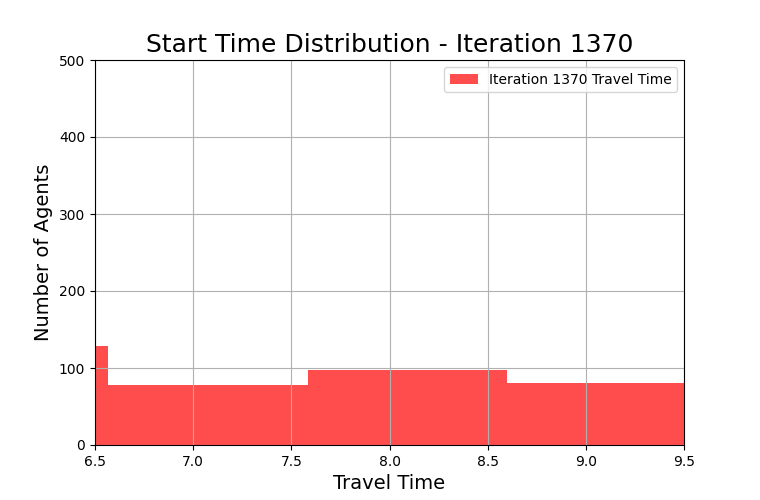 Start Time Distribution - Iteration 1370
500
400
300
200
100
0
Number of Agents
Iteration 1370 Travel Time
6.5 7.0 7.5 8.0 8.5 9.0 9.5
Travel Time